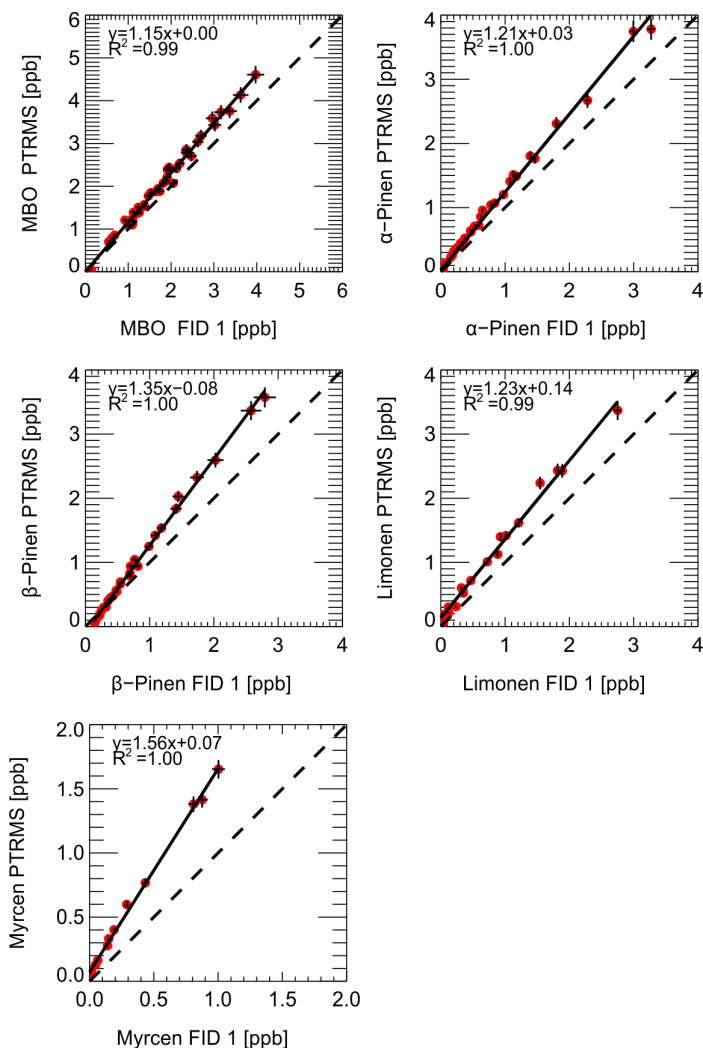 y=1.15x+0.00
R²=0.99
6
5
4
3
2
1
0
MBO PTRMS [ppb]
0 1 2 3 4 5 6
MBO FID 1 [ppb]
y=1.21x+0.03
R²=1.00
4
3
2
1
0
α−Pinen PTRMS [ppb]
0 1 2 3 4
α−Pinen FID 1 [ppb]
y=1.35x−0.08
R²=1.00
4
3
2
1
0
β−Pinen PTRMS [ppb]
0 1 2 3 4
β−Pinen FID 1 [ppb]
y=1.23x+0.14
R²=0.99
4
3
2
1
0
Limonen PTRMS [ppb]
0 1 2 3 4
Limonen FID 1 [ppb]
y=1.56x+0.07
R²=1.00
2.0
1.5
1.0
0.5
0.0
Myrcen PTRMS [ppb]
0.0 0.5 1.0 1.5 2.0
Myrcen FID 1 [ppb]